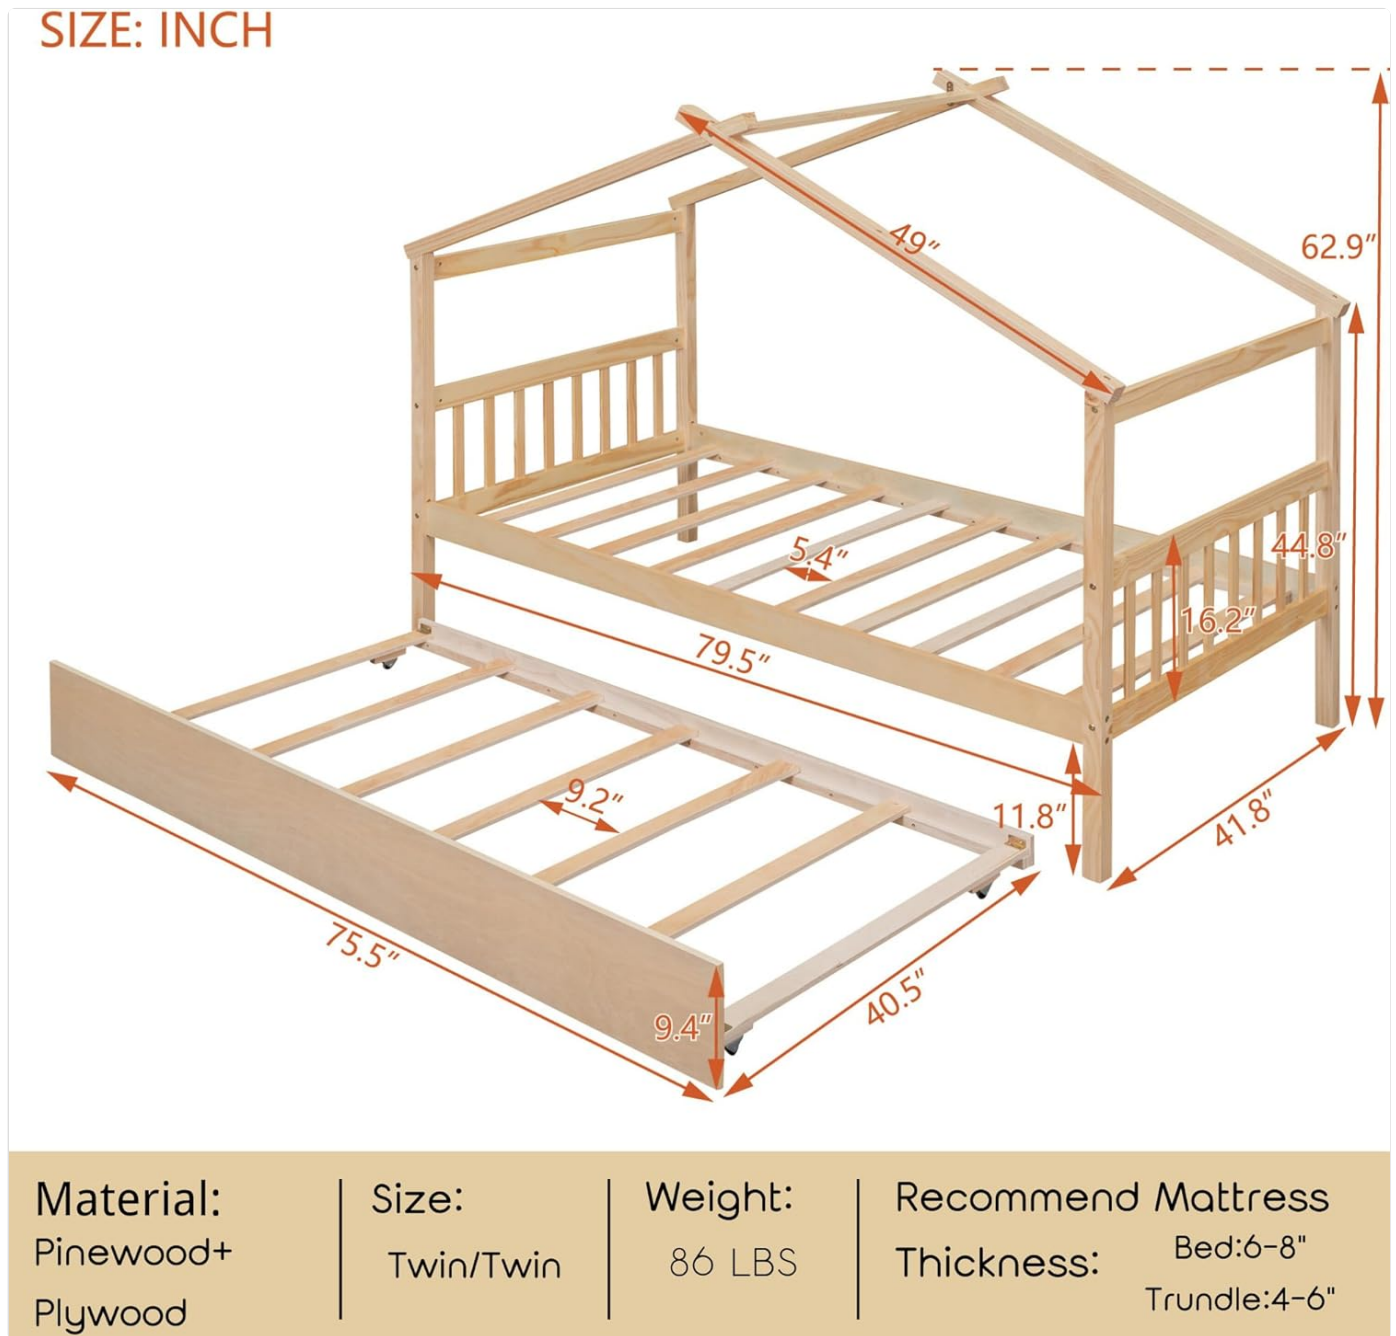 SIZE: INCH
62.9"
49"
44.8"
5.4"
16.2"
79.5"
9.2"
11.8"
41.8"
75.5"
40.5"
9.4"
Material:
Pinewood+
Plywood
Size:
Twin/Twin
Weight:
86 LBS
Recommend Mattress
Thickness:
Bed:6-8"
Trundle:4-6"